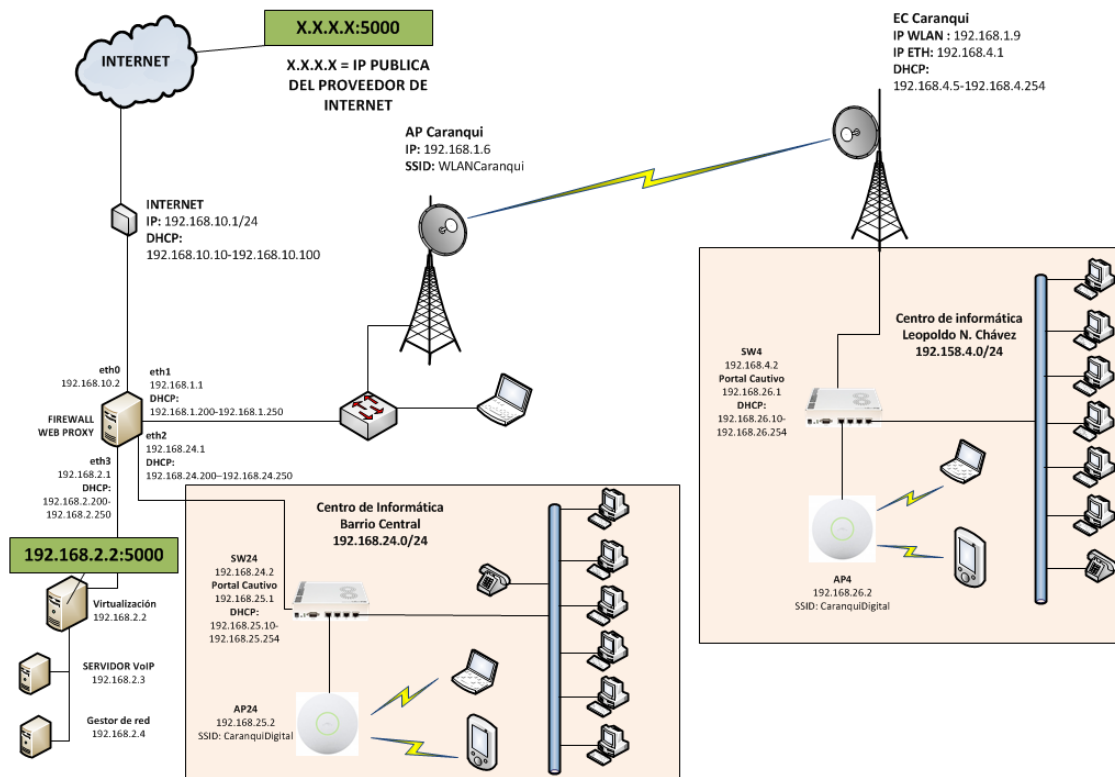 X.X.X.X:5000
INTERNET
X.X.X.X = IP PUBLICA
DEL PROVEEDOR DE
INTERNET
EC Caranqui
IP WLAN : 192.168.1.9
IP ETH: 192.168.4.1
DHCP:
192.168.4.5-192.168.4.254
AP Caranqui
IP: 192.168.1.6
SSID: WLANCaranqui
INTERNET
IP: 192.168.10.1/24
DHCP:
192.168.10.10-192.168.10.100
eth0
192.168.10.2
eth1
192.168.1.1
DHCP:
192.168.1.200-192.168.1.250
FIREWALL
WEB PROXY
eth2
192.168.24.1
DHCP:
192.168.24.200–192.168.24.250
eth3
192.168.2.1
DHCP:
192.168.2.200-
192.168.2.250
192.168.2.2:5000
Virtualización
192.168.2.2
SERVIDOR VoIP
192.168.2.3
Gestor de red
192.168.2.4
Centro de Informática
Barrio Central
192.168.24.0/24
SW24
192.168.24.2
Portal Cautivo
192.168.25.1
DHCP:
192.168.25.10-
192.168.25.254
AP24
192.168.25.2
SSID: CaranquiDigital
Centro de informática
Leopoldo N. Chávez
192.158.4.0/24
SW4
192.168.4.2
Portal Cautivo
192.168.26.1
DHCP:
192.168.26.10-
192.168.26.254
AP4
192.168.26.2
SSID: CaranquiDigital